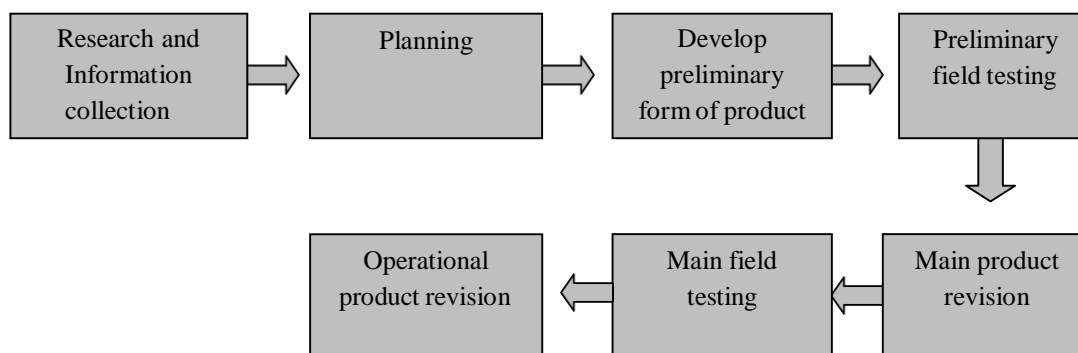 Research and
Information
collection
Planning
Develop
preliminary
form of product
Preliminary
field testing
Main product
revision
Main field
testing
Operational
product revision